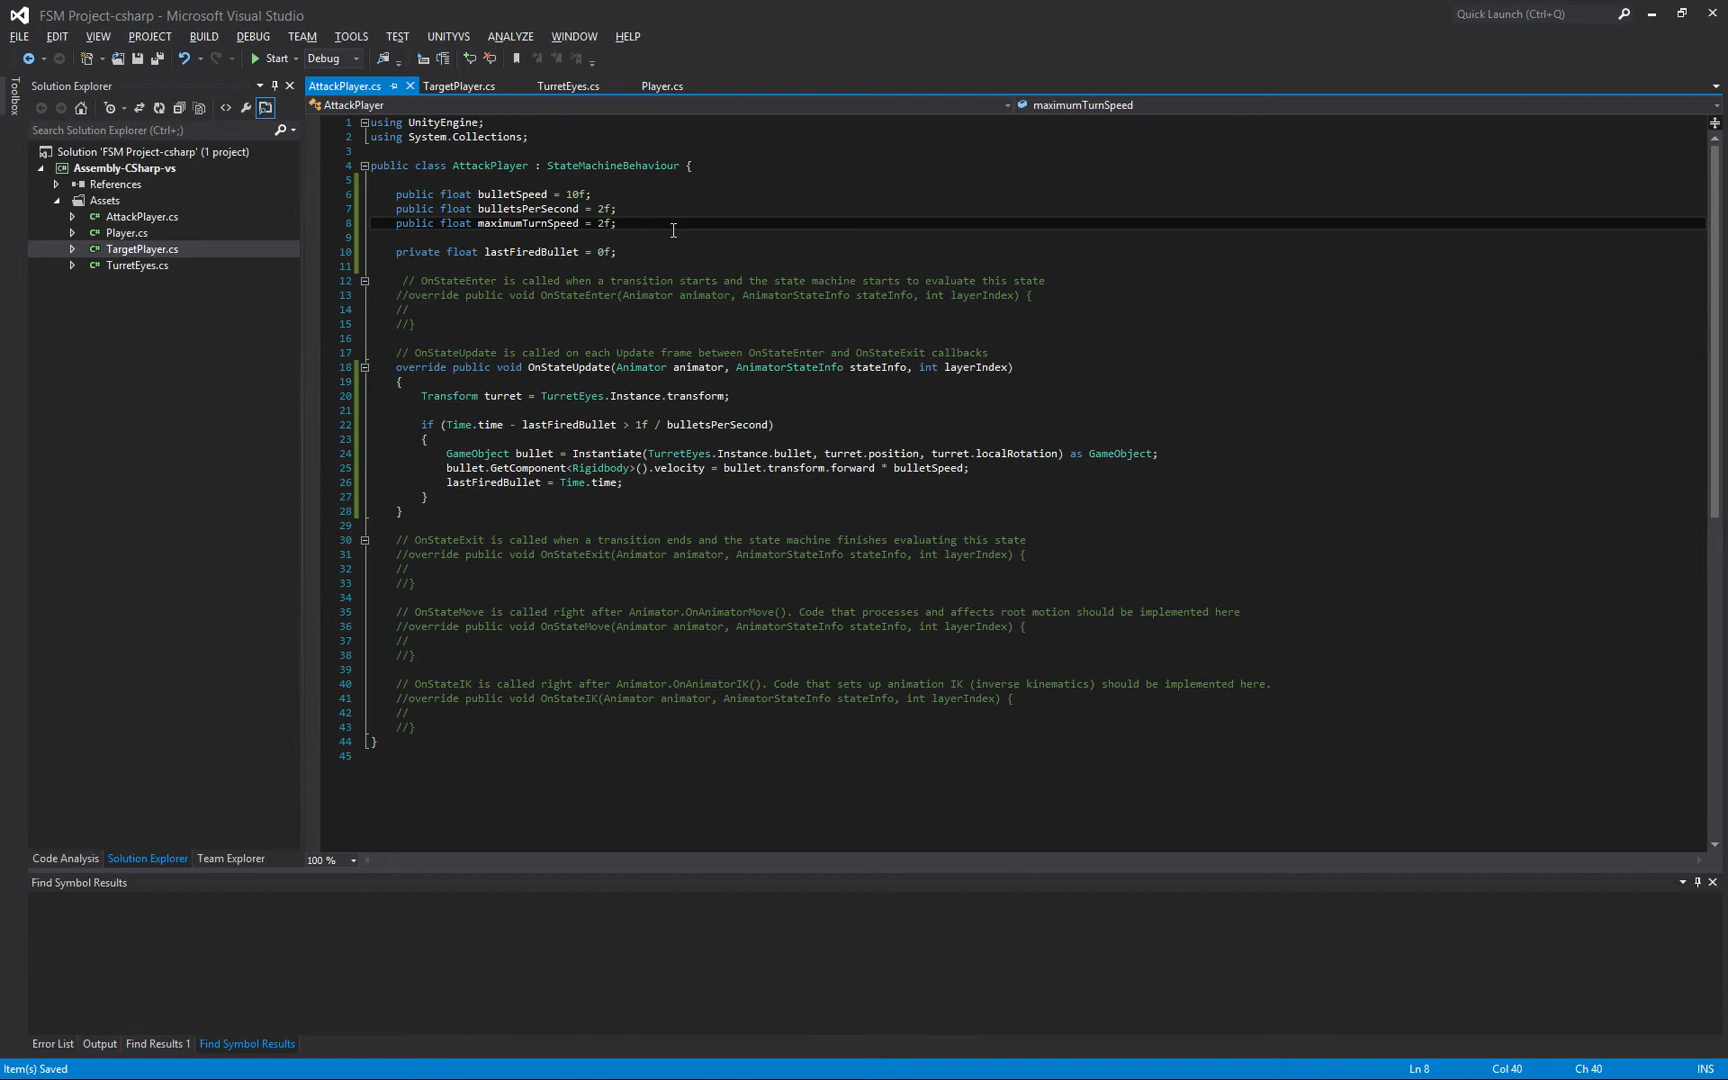 FSM Project-csharp - Microsoft Visual Studio
Quick Launch (Ctrl+Q)
FILE EDIT VIEW PROJECT BUILD DEBUG TEAM TOOLS TEST UNITYVS ANALYZE WINDOW HELP
Start Debug
Toolbox
Solution Explorer
Search Solution Explorer (Ctrl+;)
Solution 'FSM Project-csharp' (1 project)
Assembly-CSharp-vs
References
Assets
AttackPlayer.cs
Player.cs
TargetPlayer.cs
TurretEyes.cs
Code Analysis Solution Explorer Team Explorer
AttackPlayer.cs TargetPlayer.cs TurretEyes.cs Player.cs
AttackPlayer maximumTurnSpeed
1 using UnityEngine;
2 using System.Collections;
3
4 public class AttackPlayer : StateMachineBehaviour {
5
6 public float bulletSpeed = 10f;
7 public float bulletsPerSecond = 2f;
8 public float maximumTurnSpeed = 2f;
9
10 private float lastFiredBullet = 0f;
11
12 // OnStateEnter is called when a transition starts and the state machine starts to evaluate this state
13 //override public void OnStateEnter(Animator animator, AnimatorStateInfo stateInfo, int layerIndex) {
14 //
15 //}
16
17 // OnStateUpdate is called on each Update frame between OnStateEnter and OnStateExit callbacks
18 override public void OnStateUpdate(Animator animator, AnimatorStateInfo stateInfo, int layerIndex)
19 {
20 Transform turret = TurretEyes.Instance.transform;
21
22 if (Time.time - lastFiredBullet > 1f / bulletsPerSecond)
23 {
24 GameObject bullet = Instantiate(TurretEyes.Instance.bullet, turret.position, turret.localRotation) as GameObject;
25 bullet.GetComponent<Rigidbody>().velocity = bullet.transform.forward * bulletSpeed;
26 lastFiredBullet = Time.time;
27 }
28 }
29
30 // OnStateExit is called when a transition ends and the state machine finishes evaluating this state
31 //override public void OnStateExit(Animator animator, AnimatorStateInfo stateInfo, int layerIndex) {
32 //
33 //}
34
35 // OnStateMove is called right after Animator.OnAnimatorMove(). Code that processes and affects root motion should be implemented here
36 //override public void OnStateMove(Animator animator, AnimatorStateInfo stateInfo, int layerIndex) {
37 //
38 //}
39
40 // OnStateIK is called right after Animator.OnAnimatorIK(). Code that sets up animation IK (inverse kinematics) should be implemented here.
41 //override public void OnStateIK(Animator animator, AnimatorStateInfo stateInfo, int layerIndex) {
42 //
43 //}
44 }
45
100 %
Find Symbol Results
Error List Output Find Results 1 Find Symbol Results
Item(s) Saved Ln 8 Col 40 Ch 40 INS